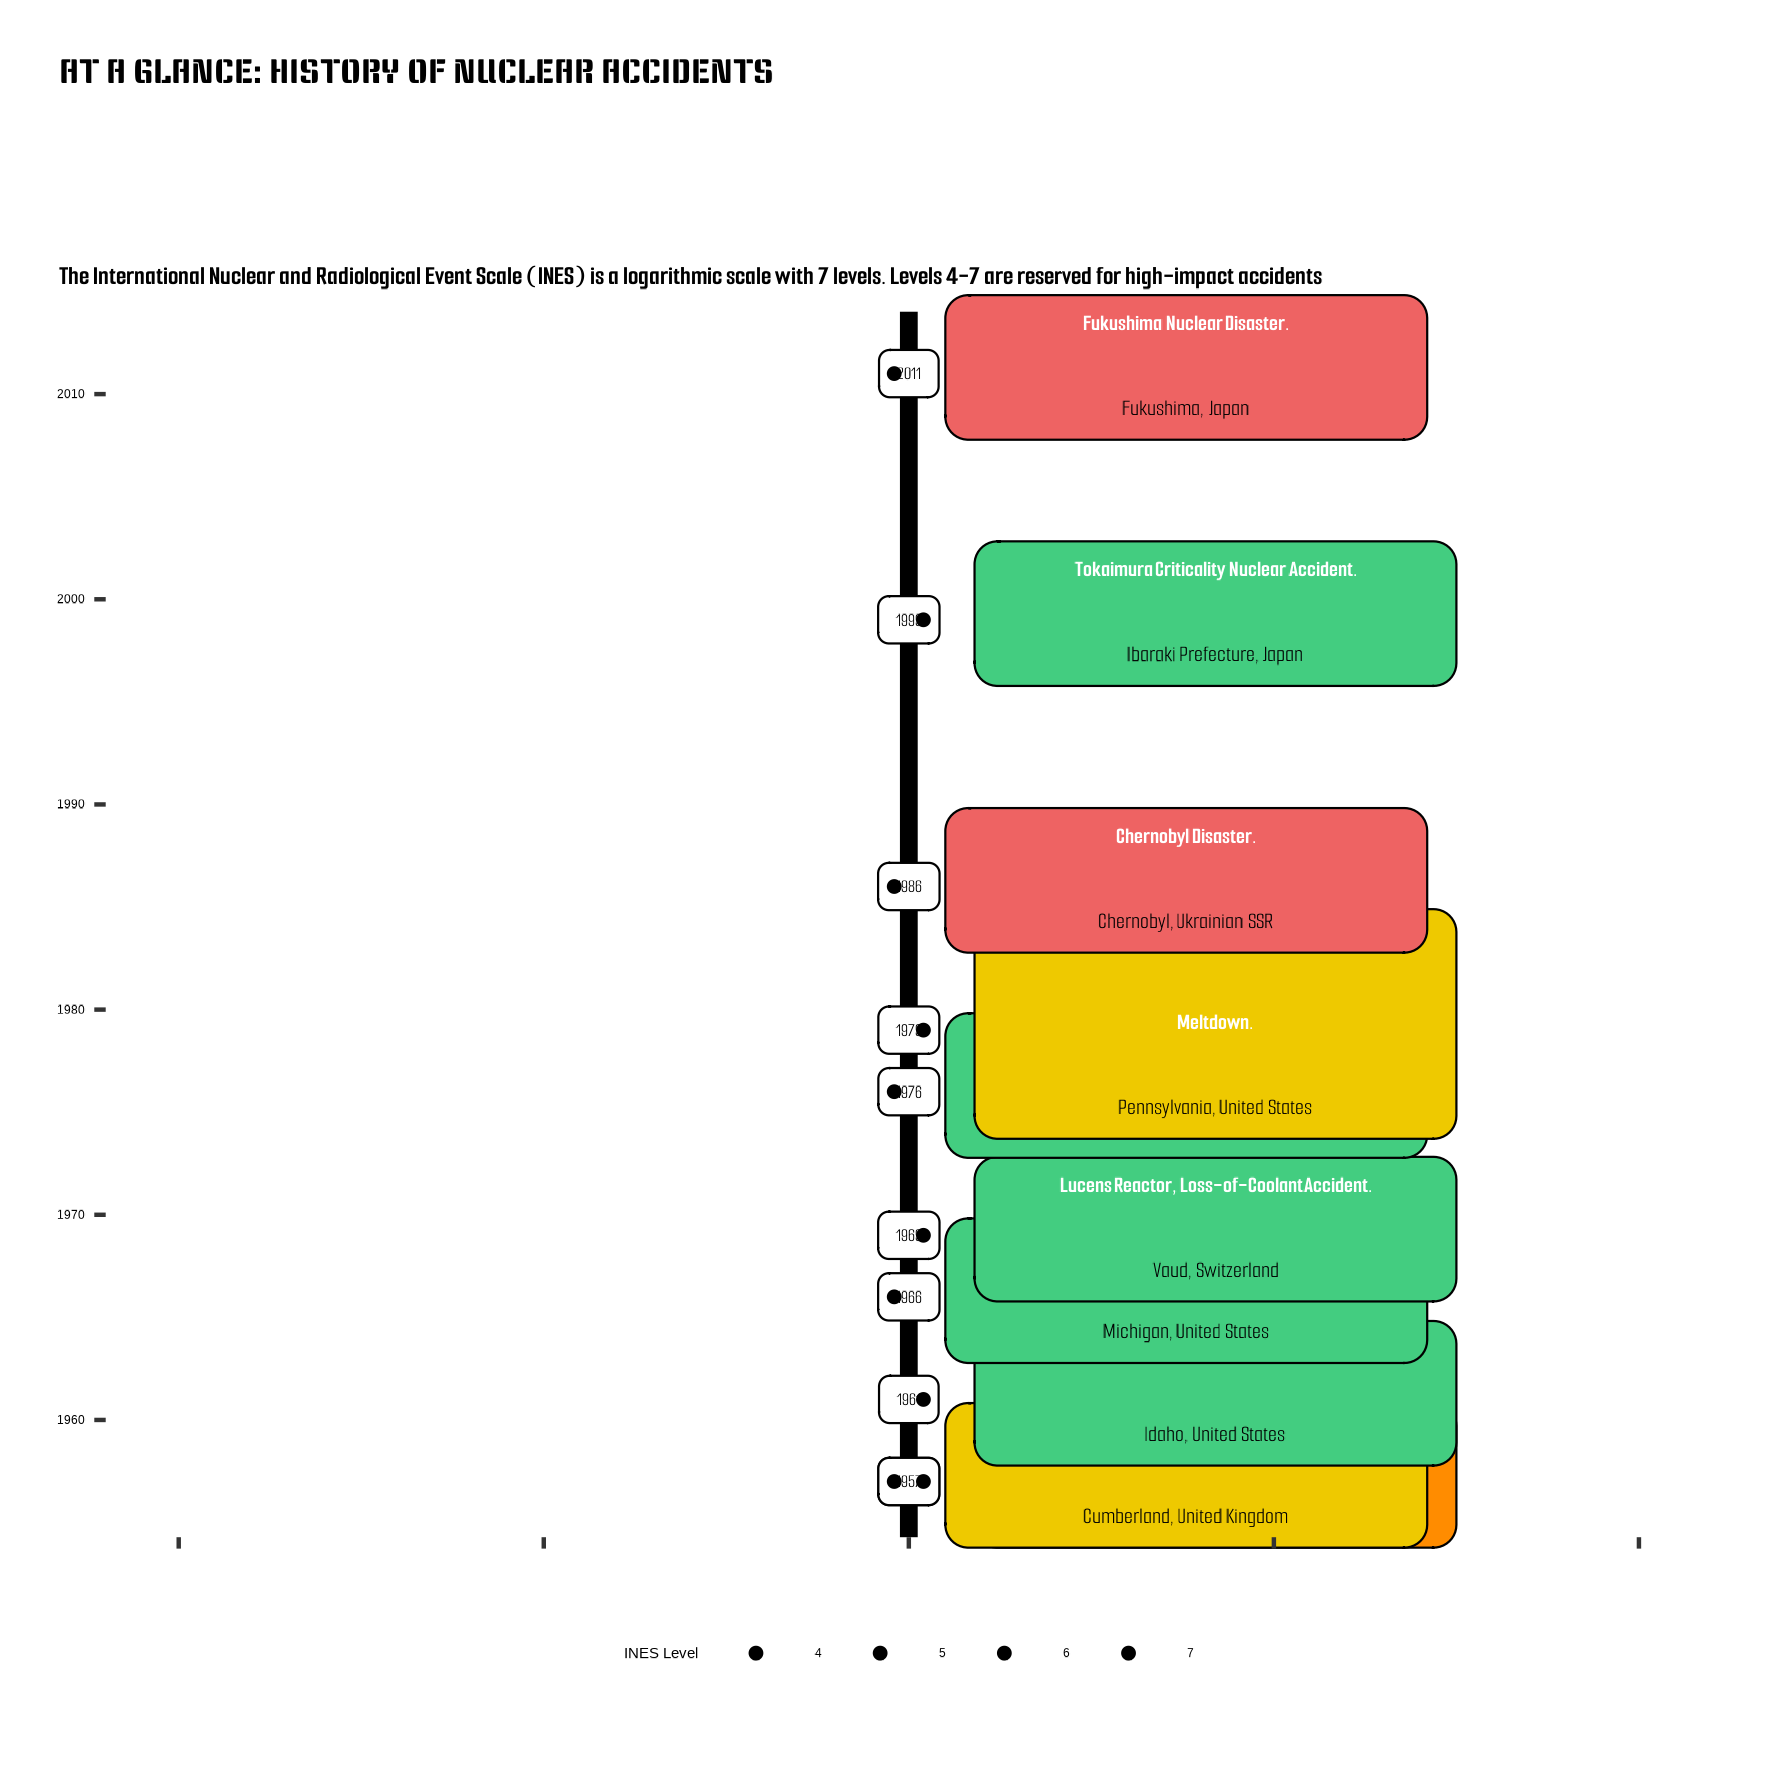 AT A GLANCE: HISTORY OF NUCLEAR ACCIDENTS
The International Nuclear and Radiological Event Scale (INES) is a logarithmic scale with 7 levels. Levels 4-7 are reserved for high-impact accidents
Fukushima Nuclear Disaster.
2011
2010
Fukushima, Japan
Tokaimura Criticality Nuclear Accident.
2000
Ibaraki Prefecture, Japan
1990
Chernobyl Disaster.
Chernobyl, Ukrainian SSR
1980
Meltdown.
Pennsylvania, United States
Lucens Reactor, Loss-of-Coolant Accident.
1970
Vaud, Switzerland
Michigan, United States
1960
Idaho, United States
Cumberland, United Kingdom
INES Level 4 5 6 7